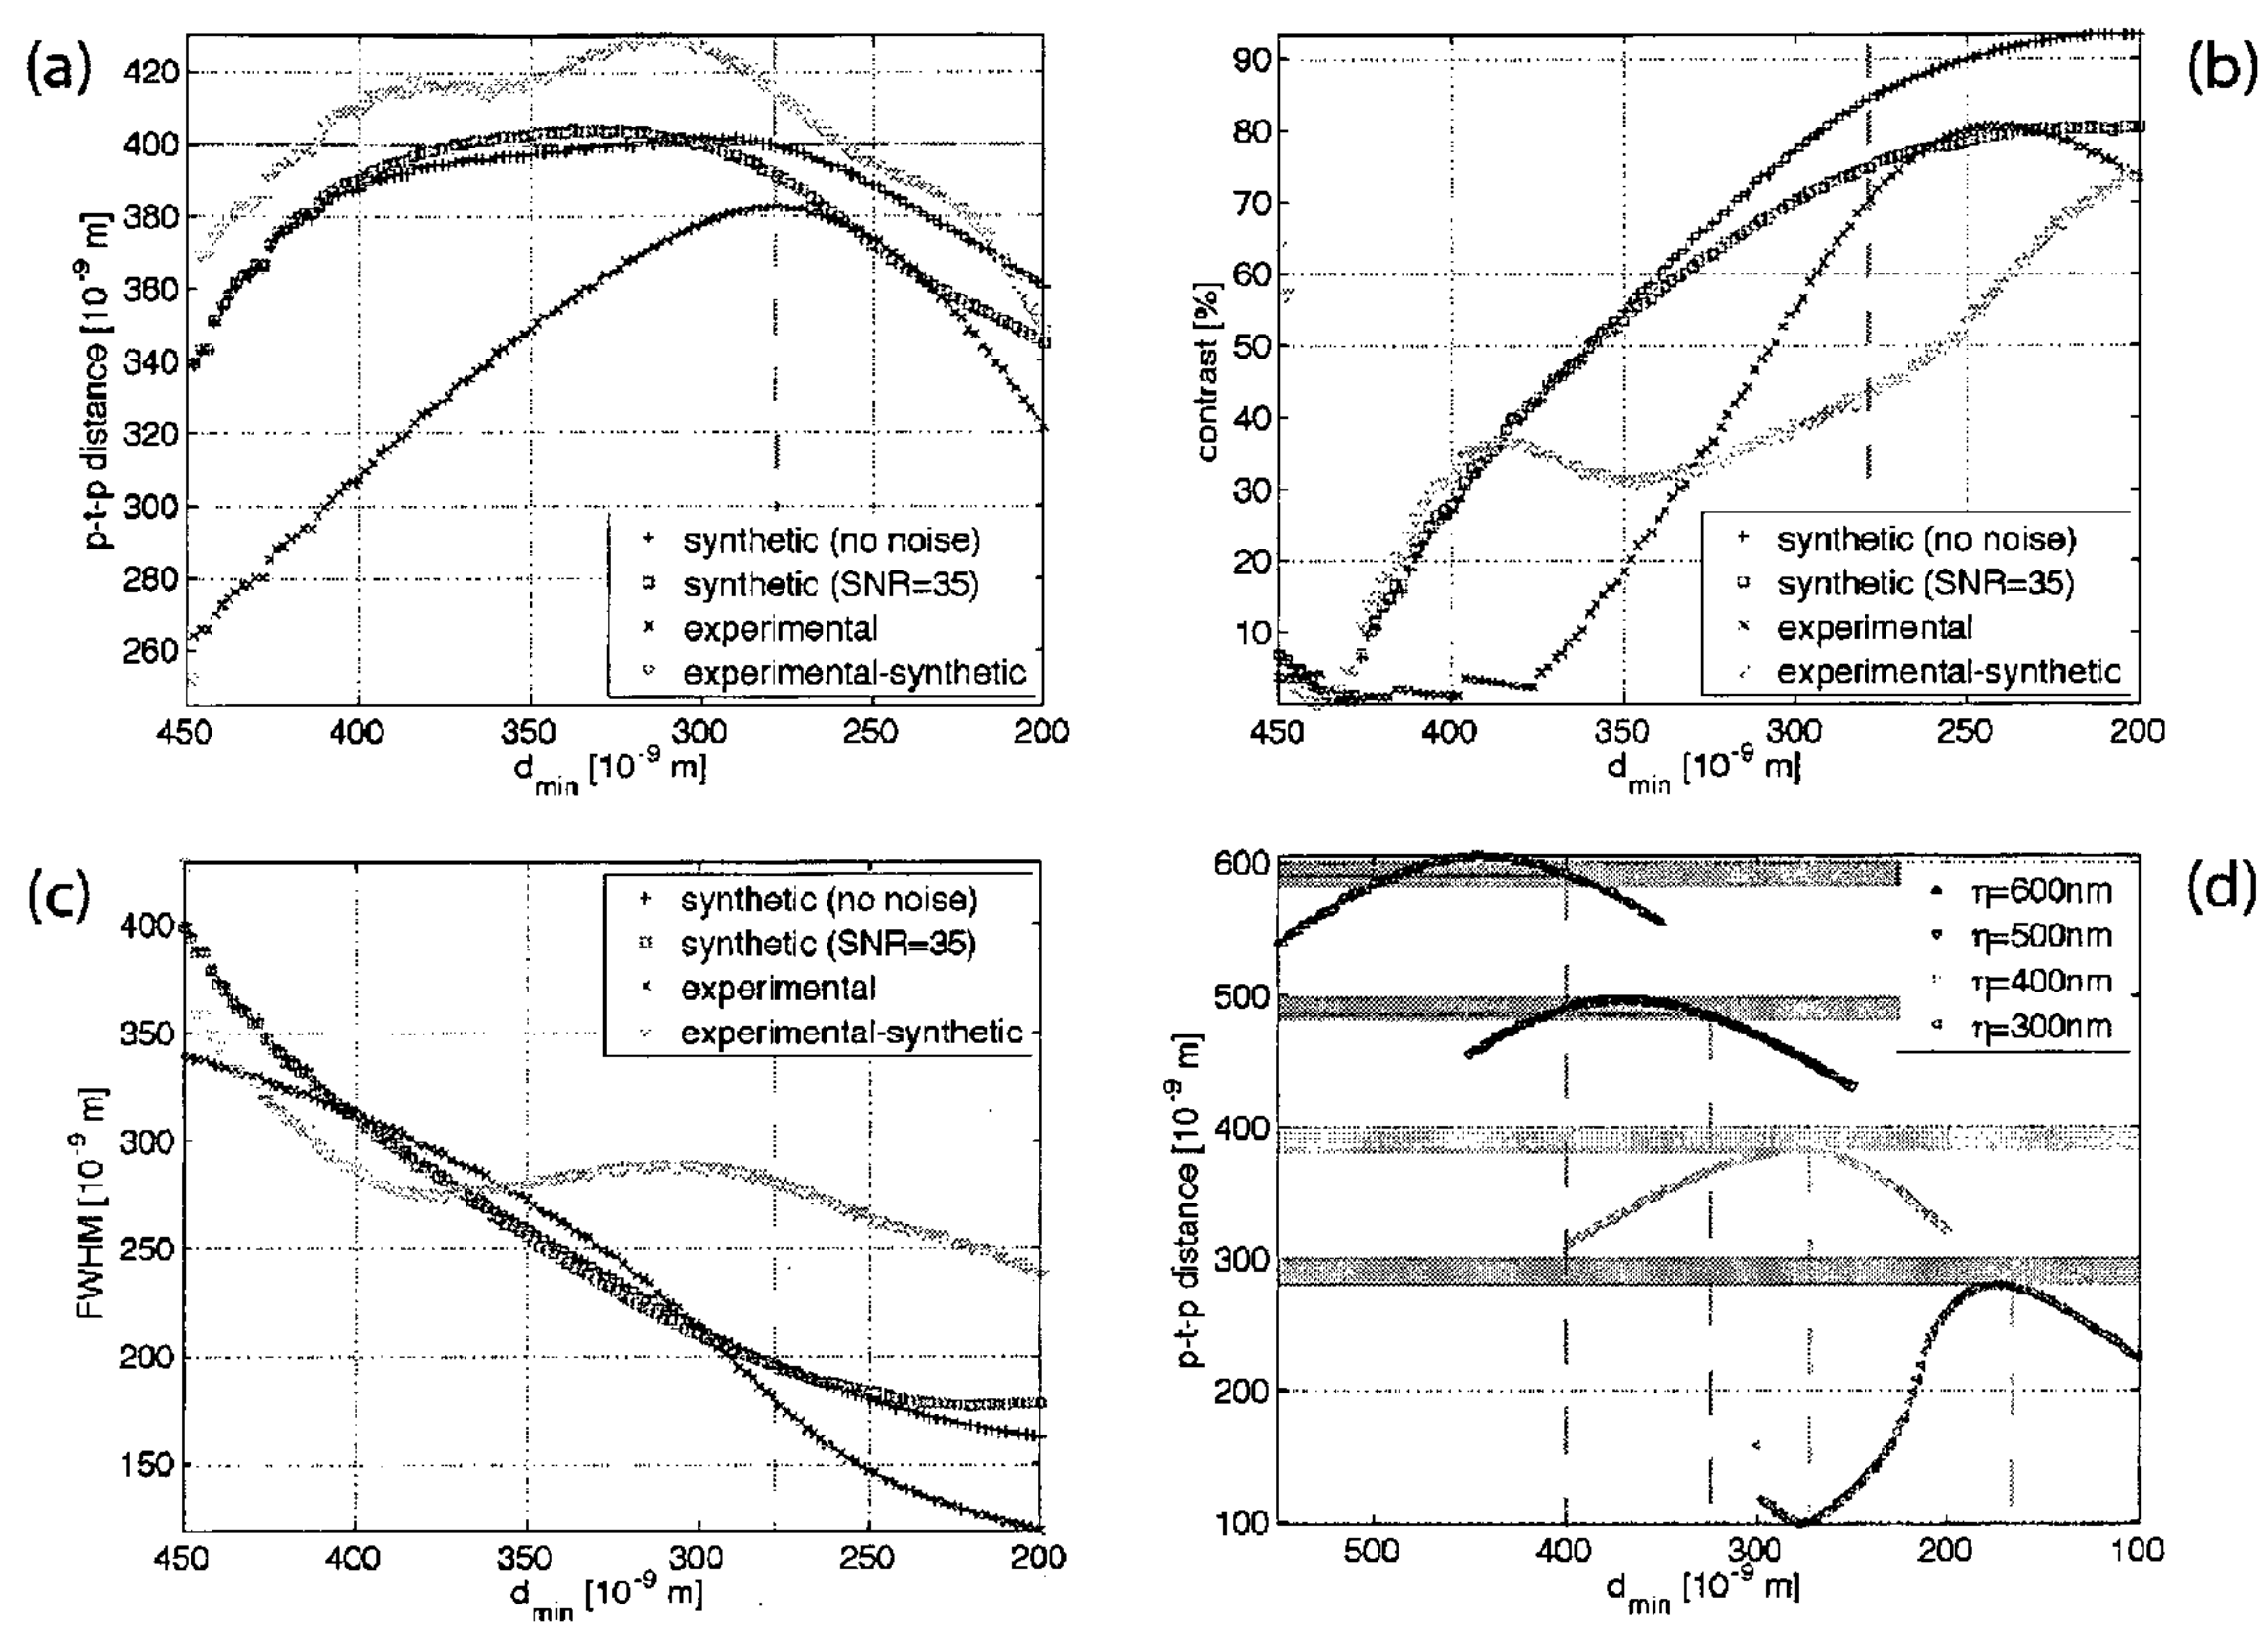 (a)
420
400
380
360
340
320
300
280
260
p-t-p distance [10⁻⁹ m]
+ synthetic (no noise)
synthetic (SNR=35)
× experimental
experimental-synthetic
450 400 350 300 250 200
d_min [10⁻⁹ m]
(b)
90
80
70
60
50
40
30
20
10
contrast [%]
+ synthetic (no noise)
synthetic (SNR=35)
× experimental
experimental-synthetic
450 400 350 300 250 200
d_min [10⁻⁹ m]
(c)
400
350
300
250
200
150
FWHM [10⁻⁹ m]
+ synthetic (no noise)
synthetic (SNR=35)
× experimental
experimental-synthetic
450 400 350 300 250 200
d_min [10⁻⁹ m]
(d)
600
500
400
300
200
100
p-t-p distance [10⁻⁹ m]
η=600nm
η=500nm
η=400nm
η=300nm
500 400 300 200 100
d_min [10⁻⁹ m]